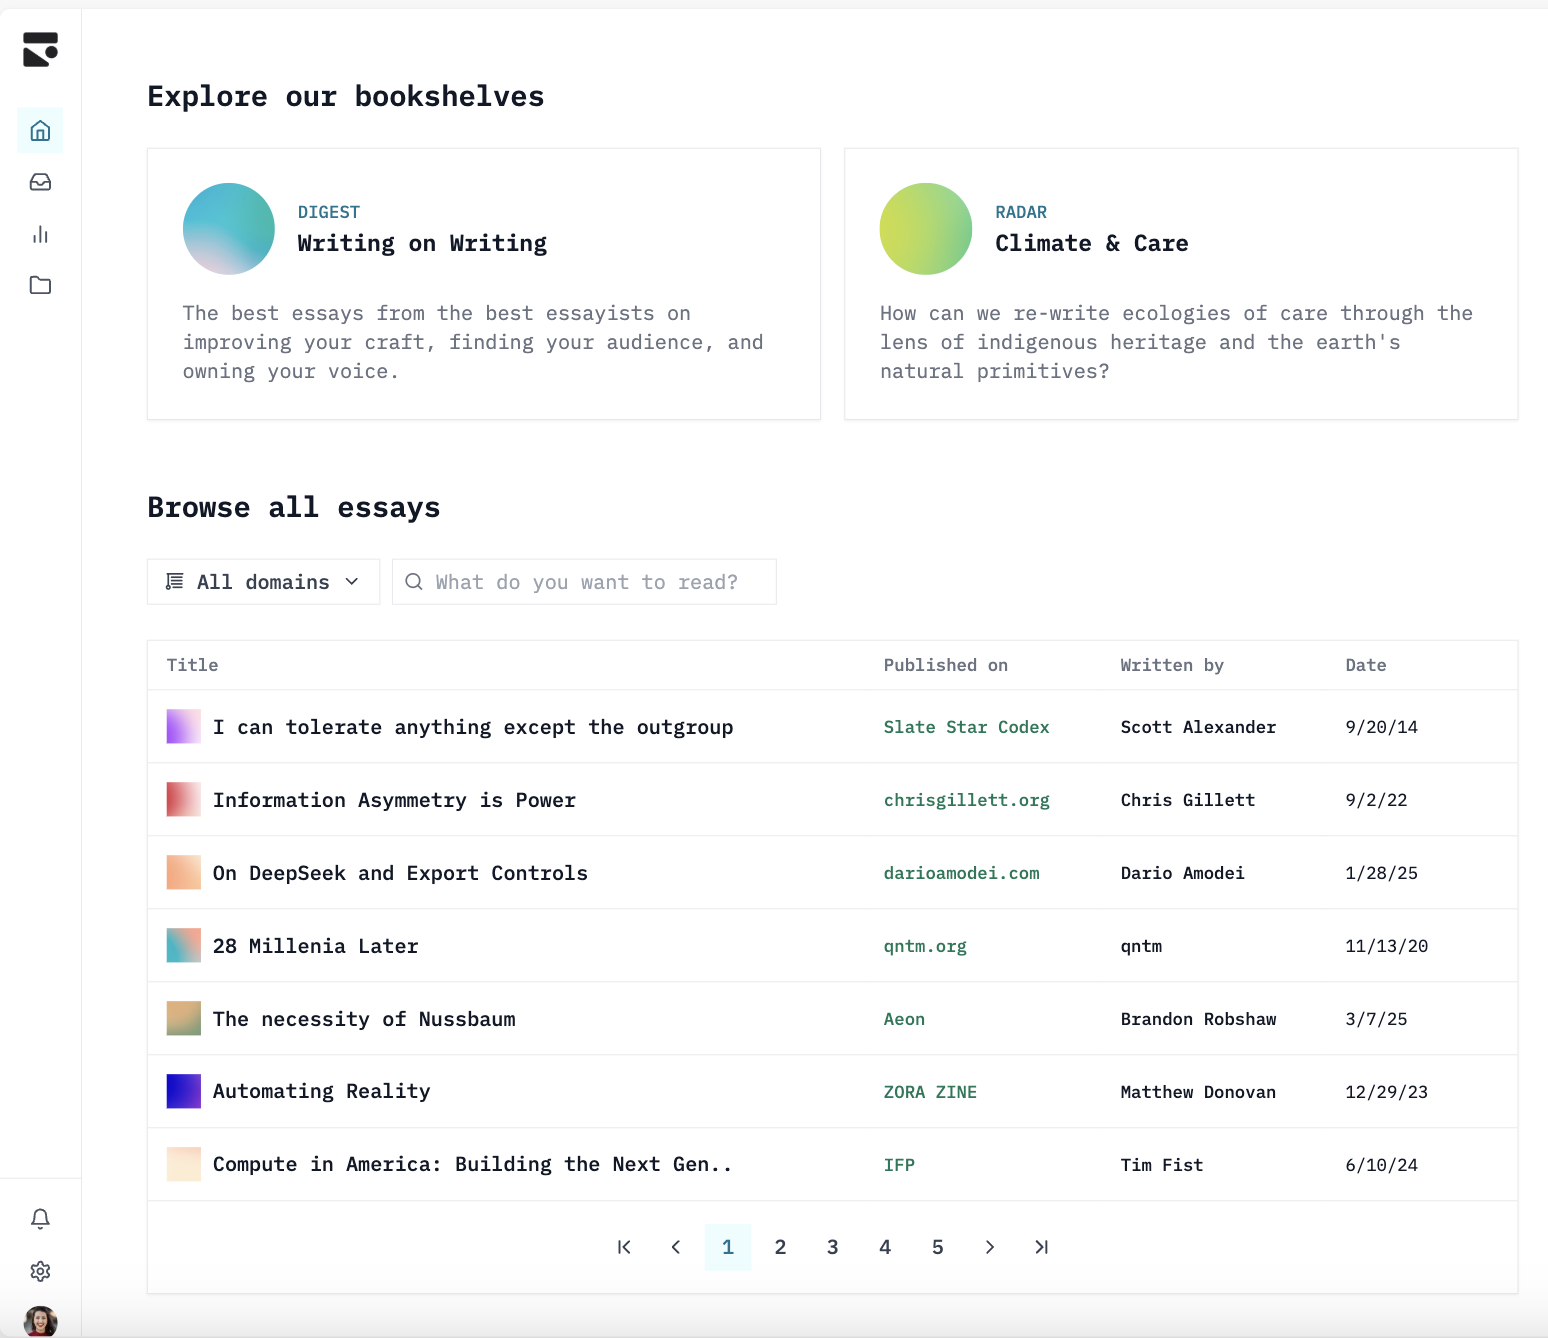 Explore our bookshelves
DIGEST
Writing on Writing
The best essays from the best essayists on
improving your craft, finding your audience, and
owning your voice.
RADAR
Climate & Care
How can we re-write ecologies of care through the
lens of indigenous heritage and the earth's
natural primitives?
Browse all essays
All domains
What do you want to read?
Title Published on Written by Date
I can tolerate anything except the outgroup Slate Star Codex Scott Alexander 9/20/14
Information Asymmetry is Power chrisgillett.org Chris Gillett 9/2/22
On DeepSeek and Export Controls darioamodei.com Dario Amodei 1/28/25
28 Millenia Later qntm.org qntm 11/13/20
The necessity of Nussbaum Aeon Brandon Robshaw 3/7/25
Automating Reality ZORA ZINE Matthew Donovan 12/29/23
Compute in America: Building the Next Gen.. IFP Tim Fist 6/10/24
1 2 3 4 5